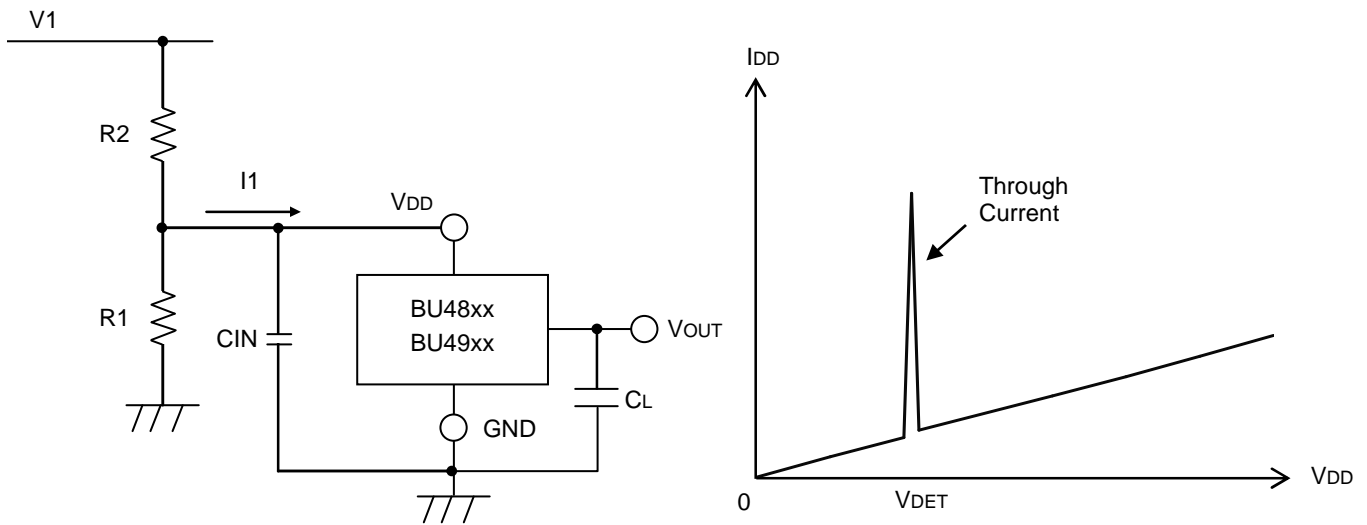 V1
R2
I1
VDD
R1
CIN
BU48xx
BU49xx
VOUT
CL
GND
IDD
Through
Current
0
VDET
VDD